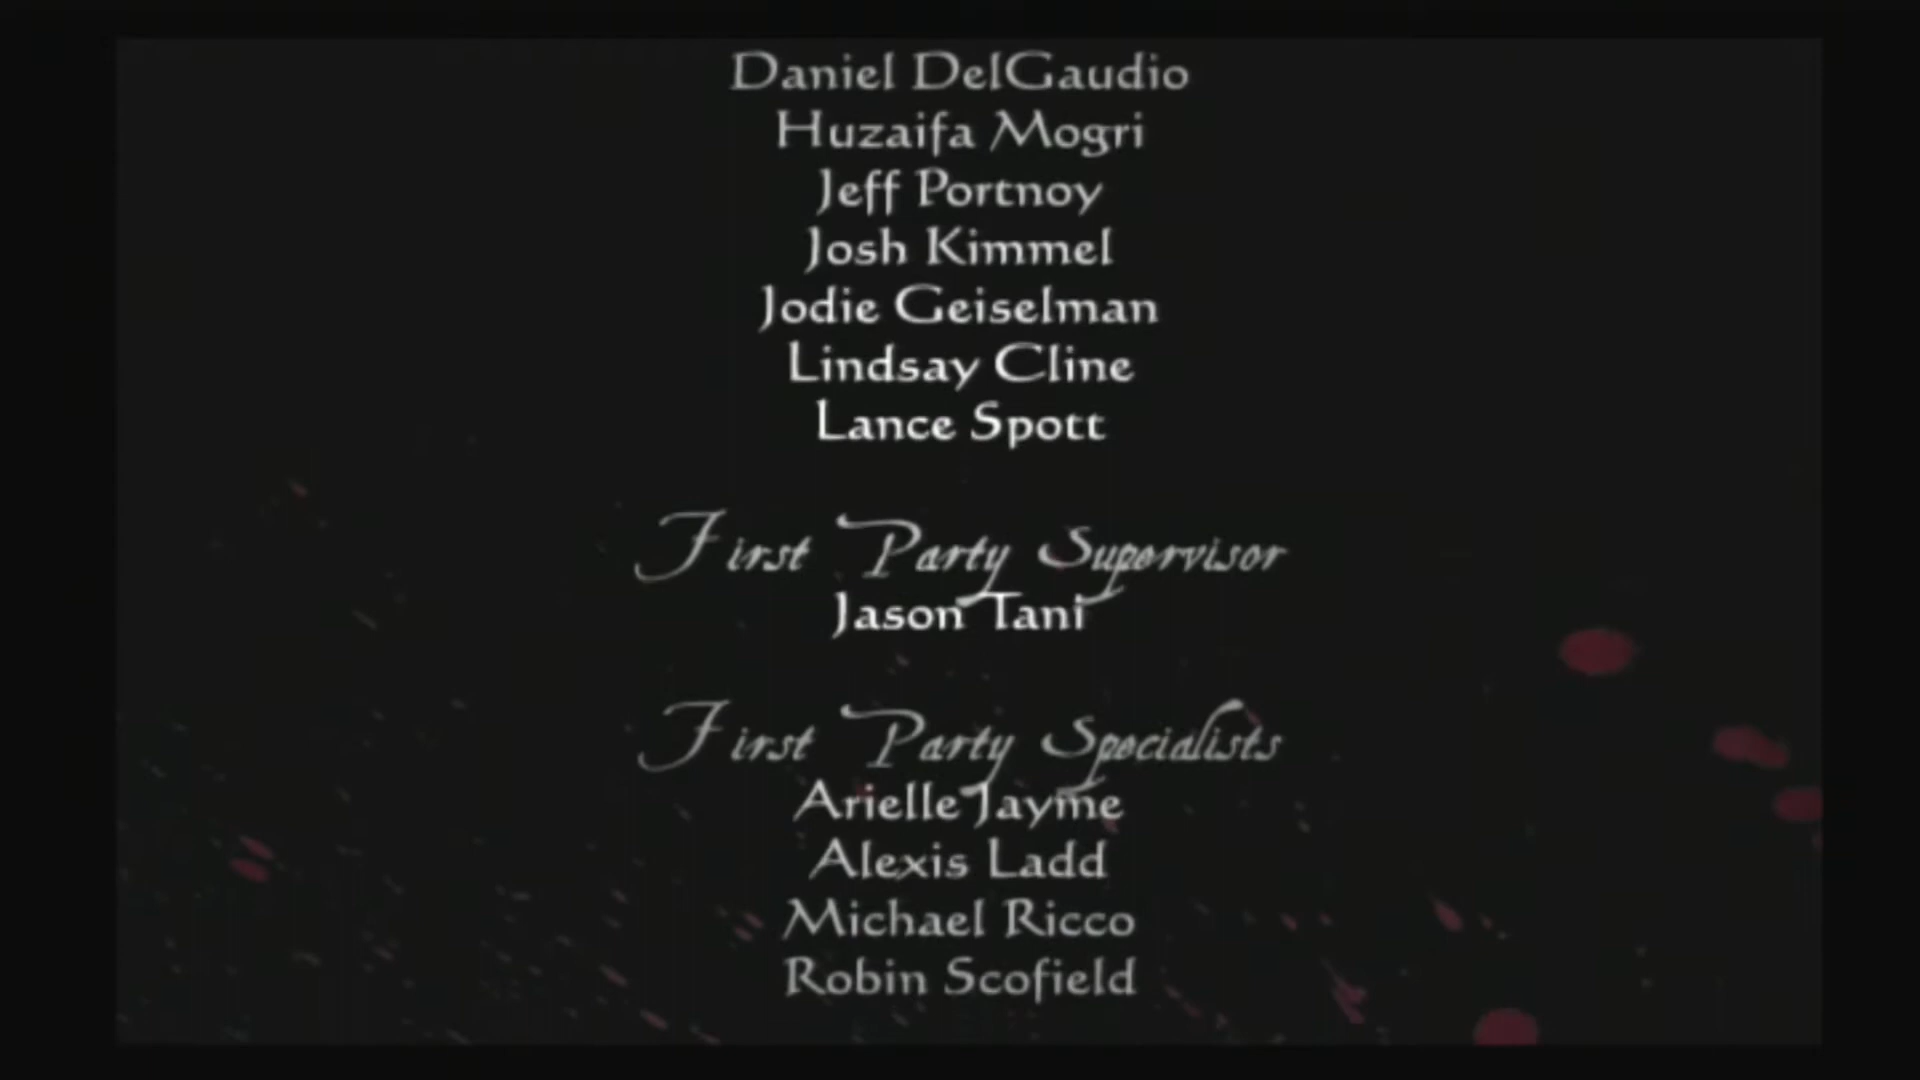 Daniel DelGaudio
Huzaifa Mogri
Jeff Portnoy
Josh Kimmel
Jodie Geiselman
Lindsay Cline
Lance Spott
First Party Supervisor
Jason Tani
First Party Specialists
Arielle Jayme
Alexis Ladd
Michael Ricco
Robin Scofield